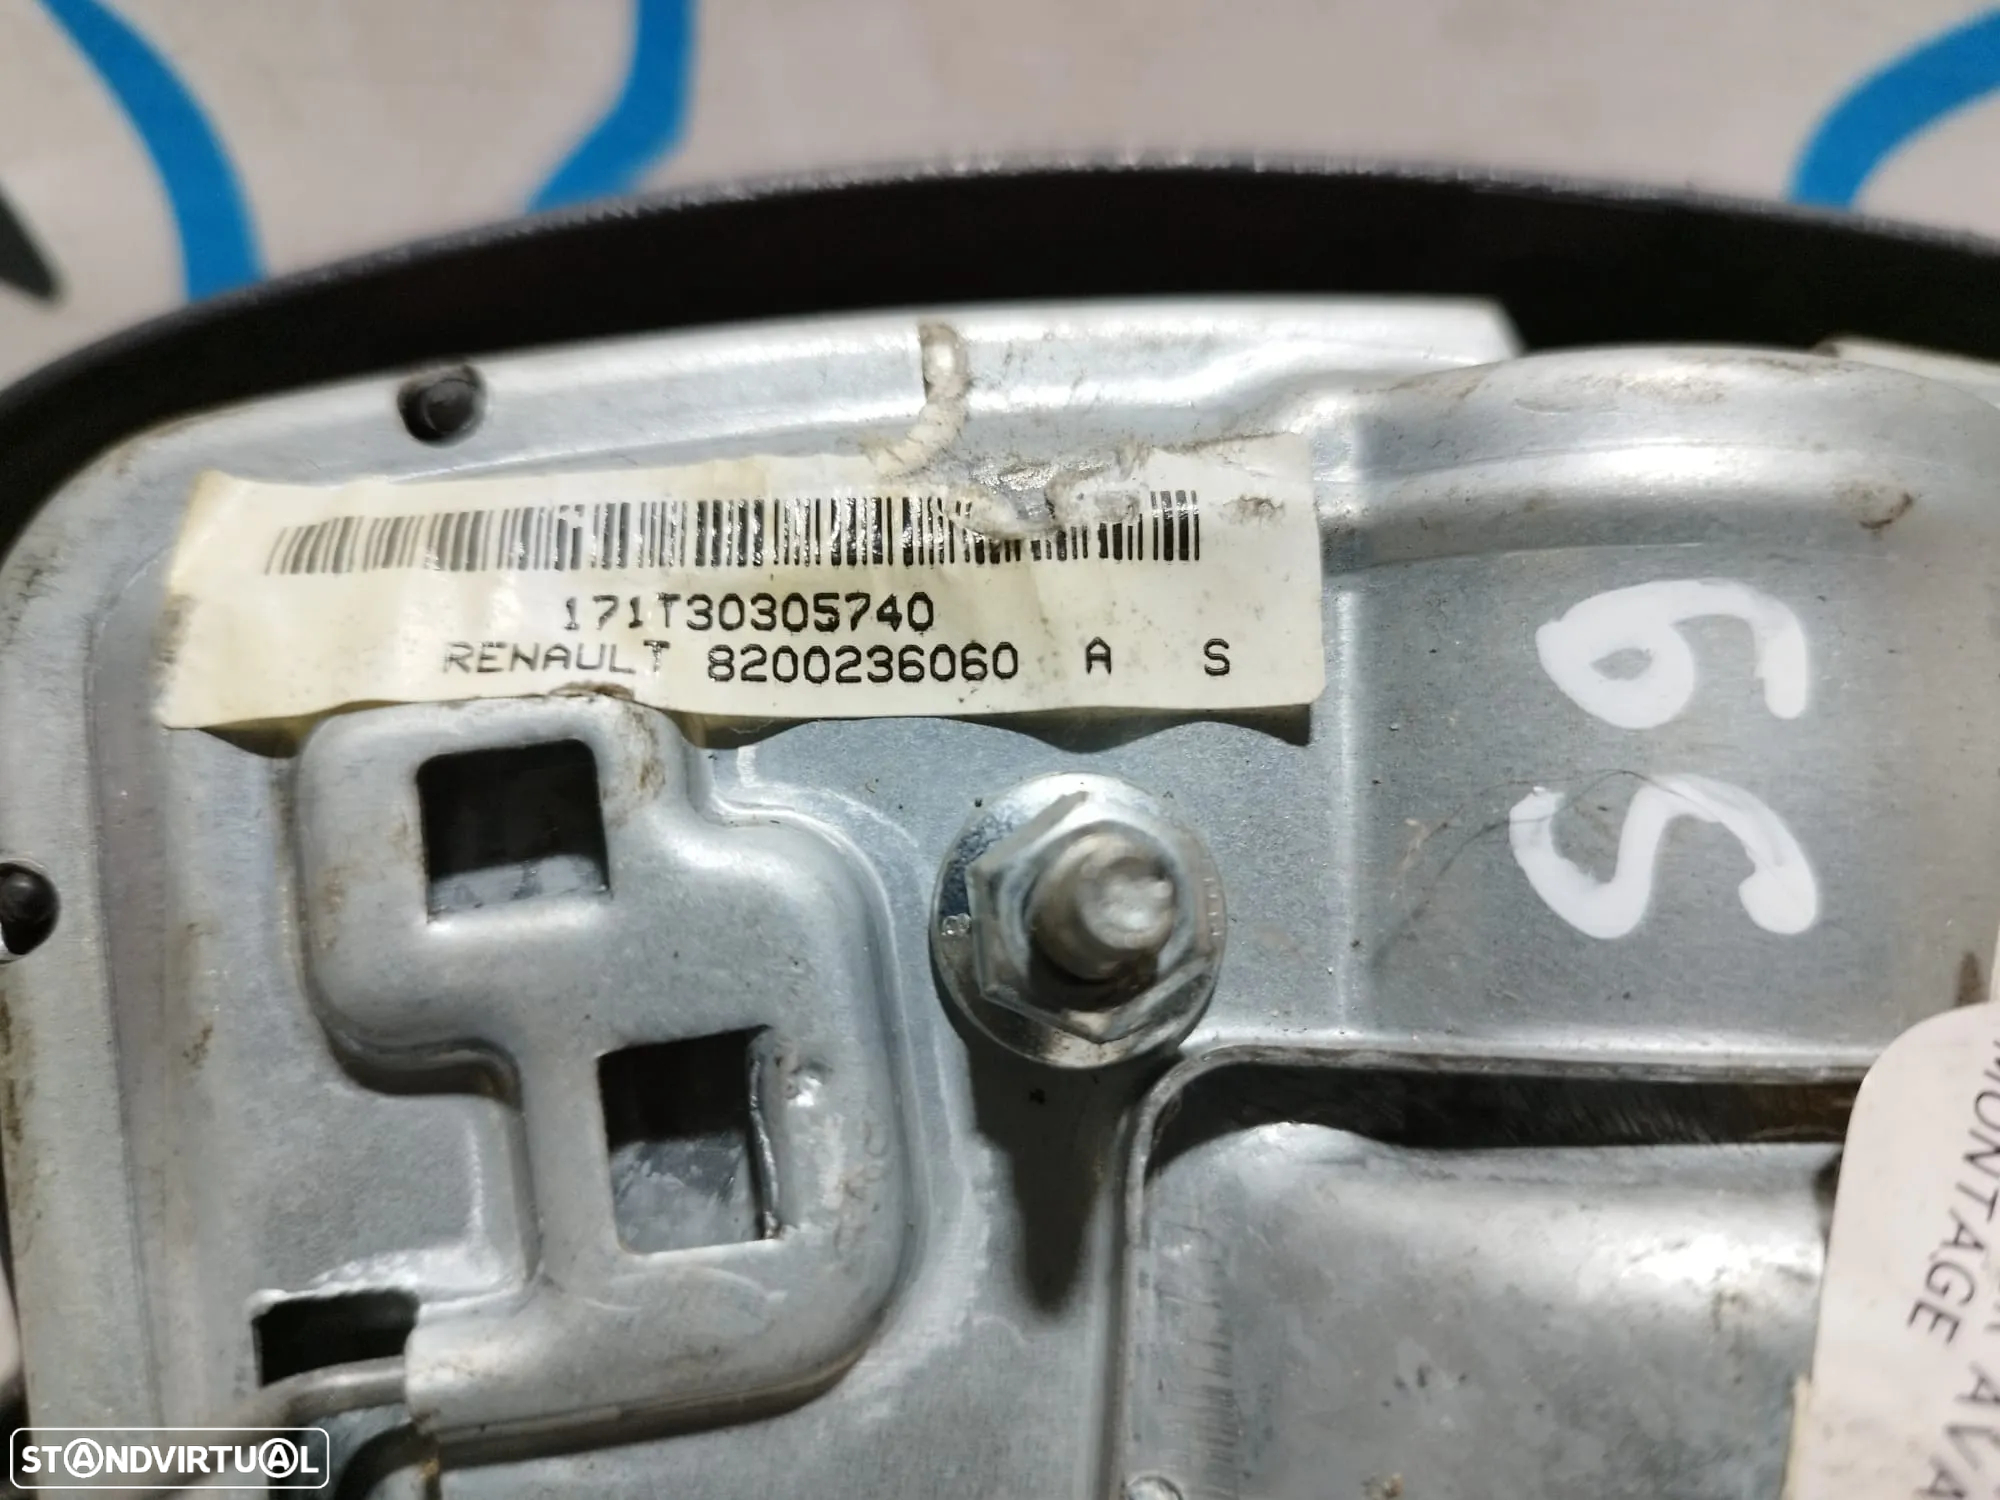 171T30305740
RENAULT 8200236060 A S
65
MONTAGE
STANDVIRTUAL